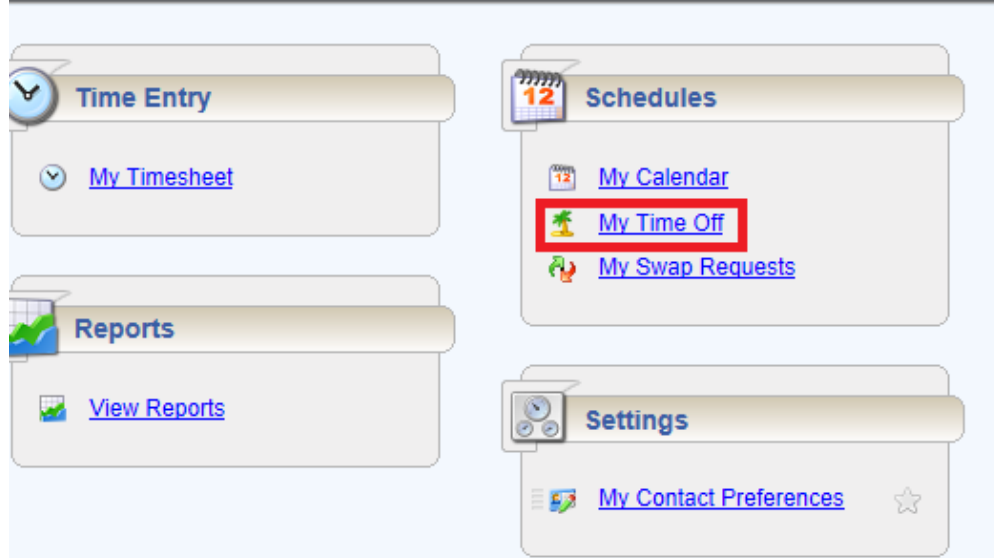 Time Entry
My Timesheet
Reports
View Reports
12
Schedules
12
My Calendar
My Time Off
My Swap Requests
Settings
My Contact Preferences